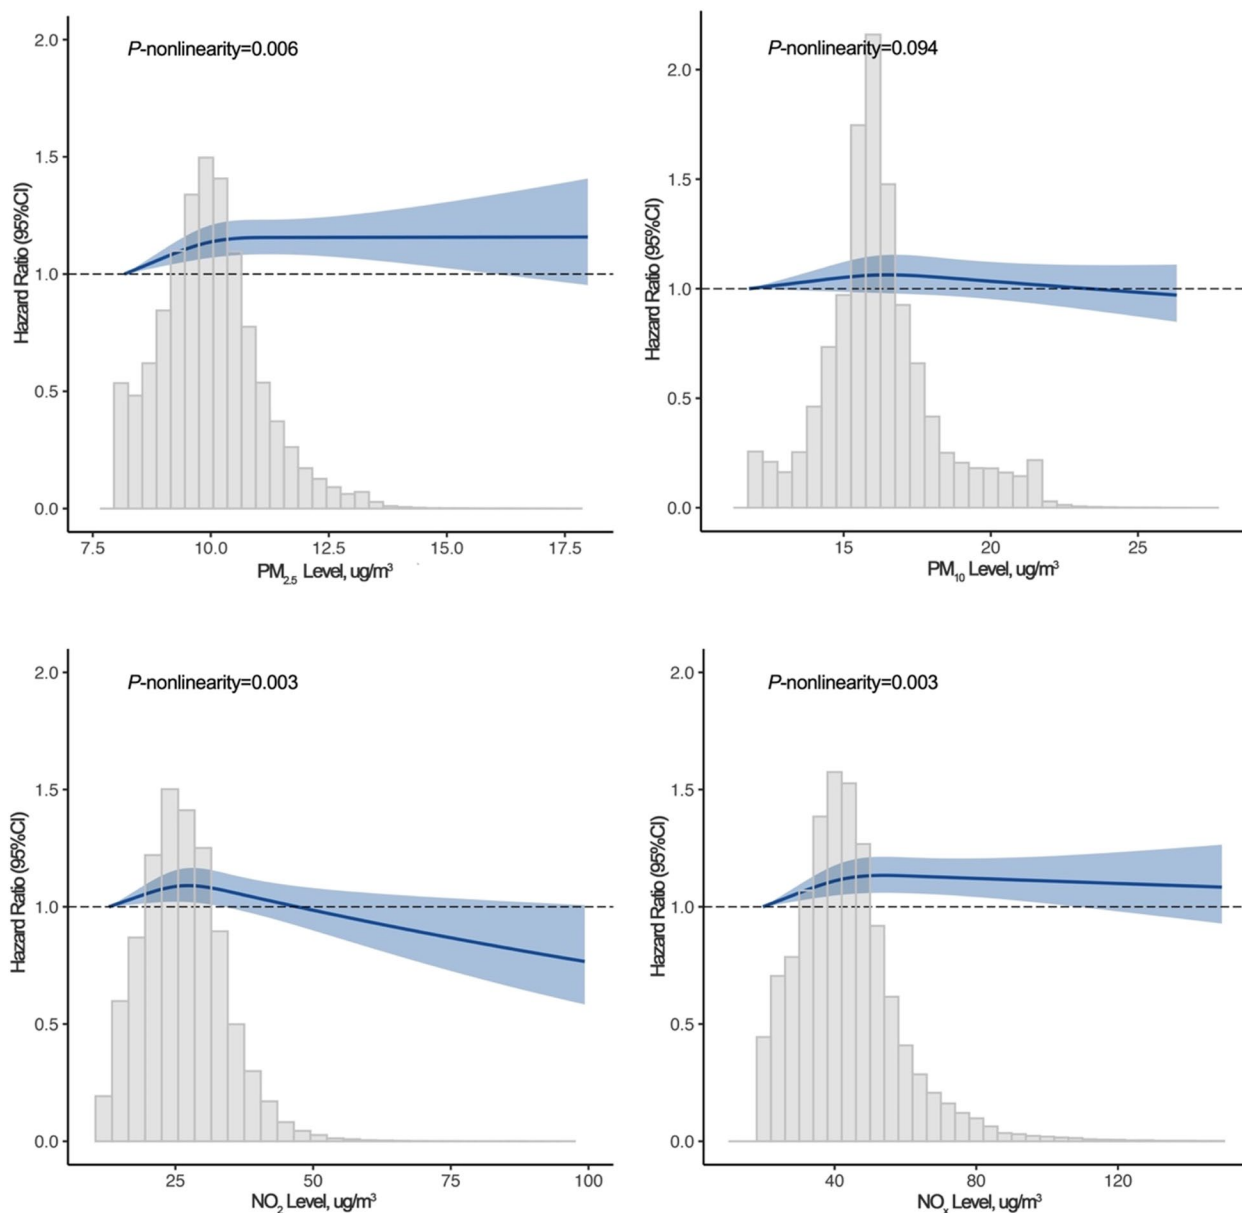 P-nonlinearity=0.006
2.0
1.5
1.0
0.5
0.0
Hazard Ratio (95%CI)
7.5 10.0 12.5 15.0 17.5
PM2.5 Level, ug/m³
P-nonlinearity=0.094
2.0
1.5
1.0
0.5
0.0
Hazard Ratio (95%CI)
15 20 25
PM10 Level, ug/m³
P-nonlinearity=0.003
2.0
1.5
1.0
0.5
0.0
Hazard Ratio (95%CI)
25 50 75 100
NO2 Level, ug/m³
P-nonlinearity=0.003
2.0
1.5
1.0
0.5
0.0
Hazard Ratio (95%CI)
40 80 120
NOx Level, ug/m³